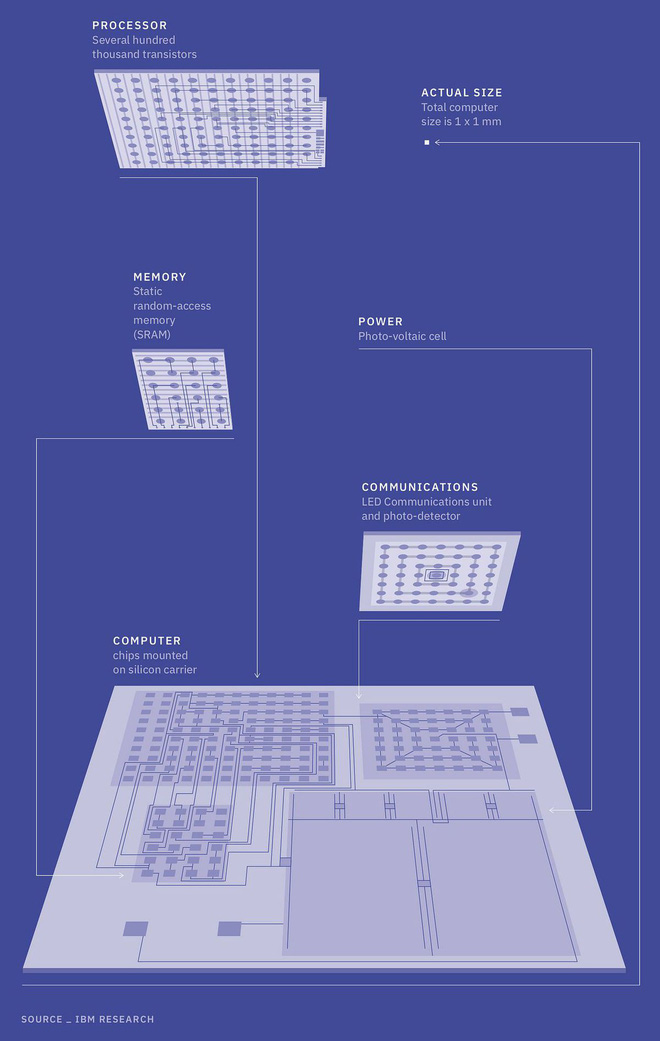 PROCESSOR
Several hundred
thousand transistors
ACTUAL SIZE
Total computer
size is 1 x 1 mm
MEMORY
Static
random-access
memory
(SRAM)
POWER
Photo-voltaic cell
COMMUNICATIONS
LED Communications unit
and photo-detector
COMPUTER
chips mounted
on silicon carrier
SOURCE _ IBM RESEARCH